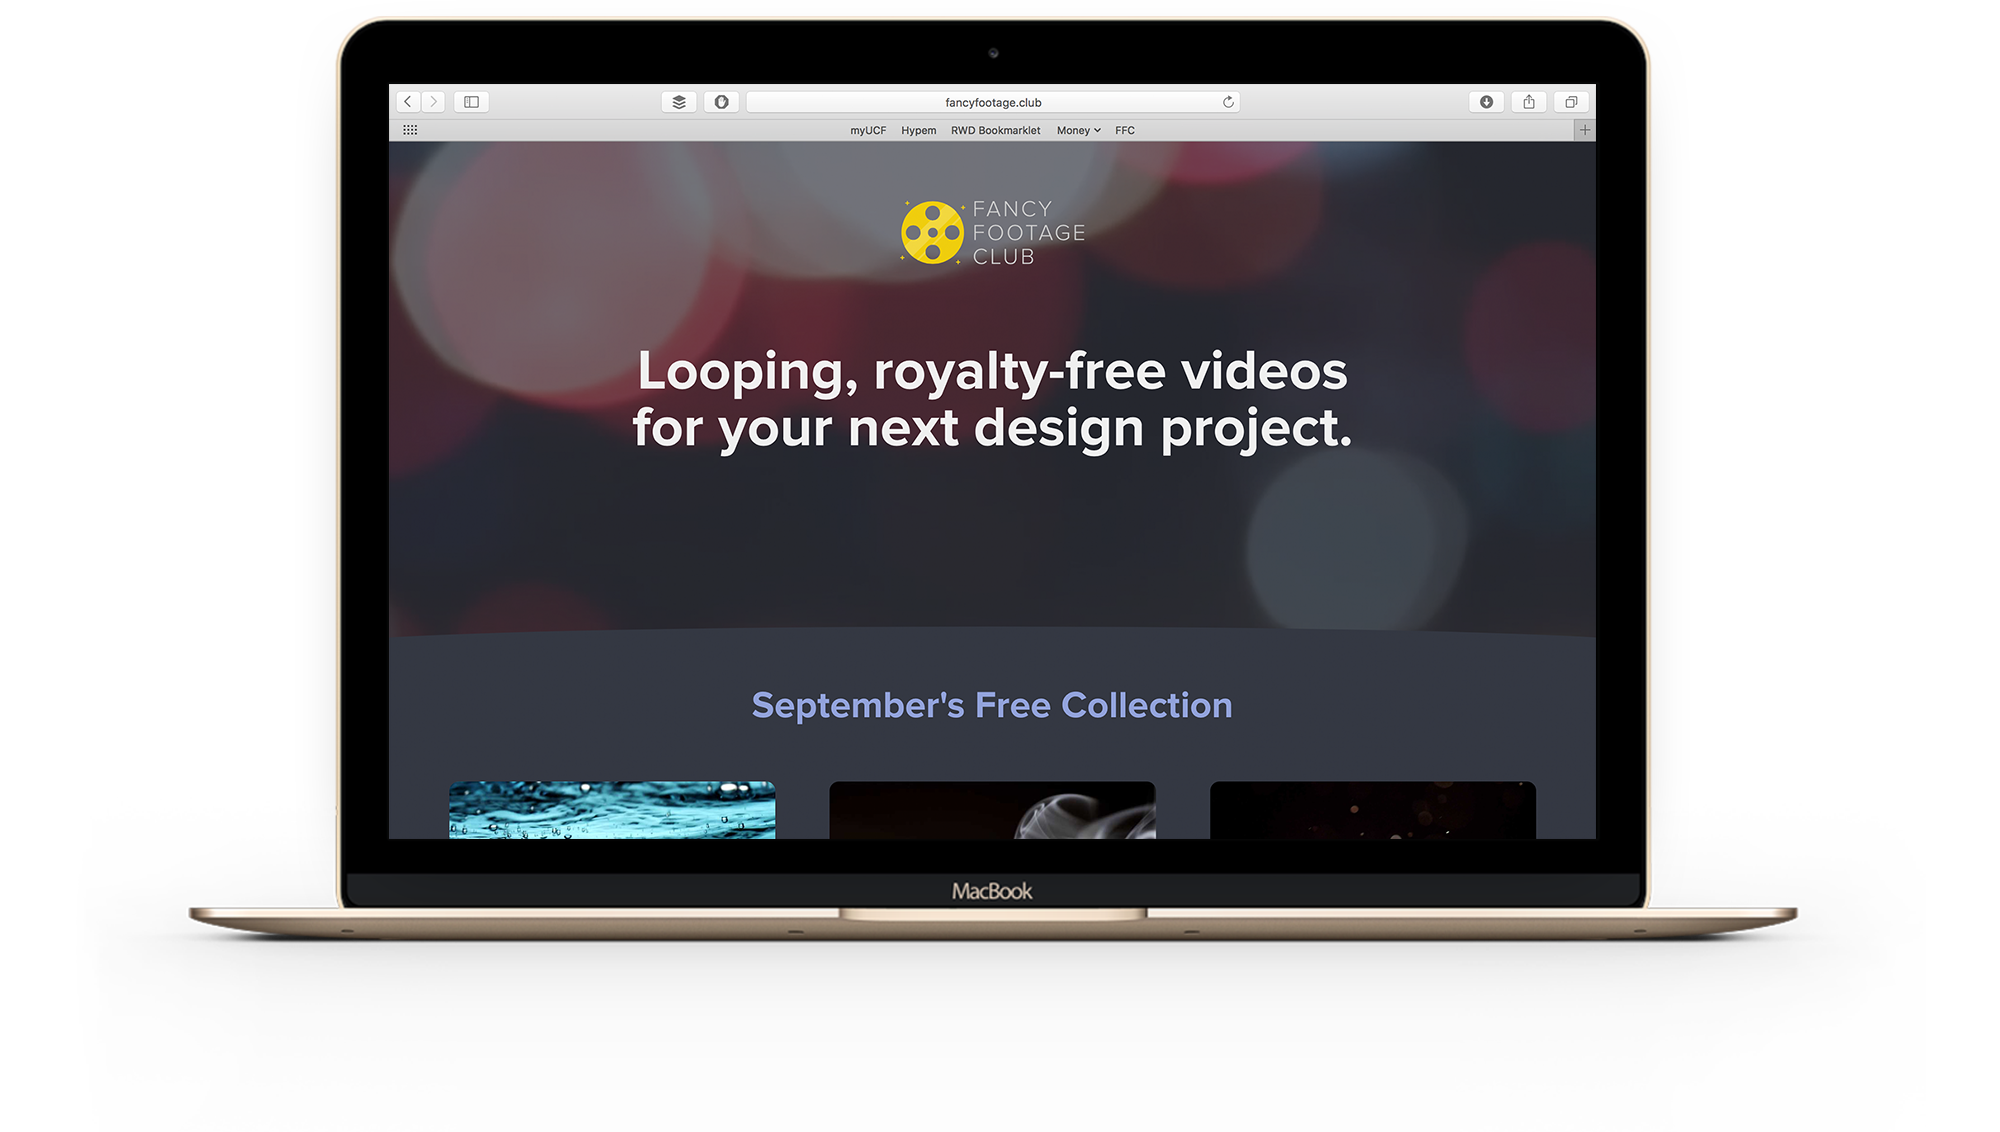 fancyfootage.club
myUCF Hypem RWD Bookmarklet Money FFC
FANCY
FOOTAGE
CLUB
Looping, royalty-free videos
for your next design project.
September's Free Collection
MacBook